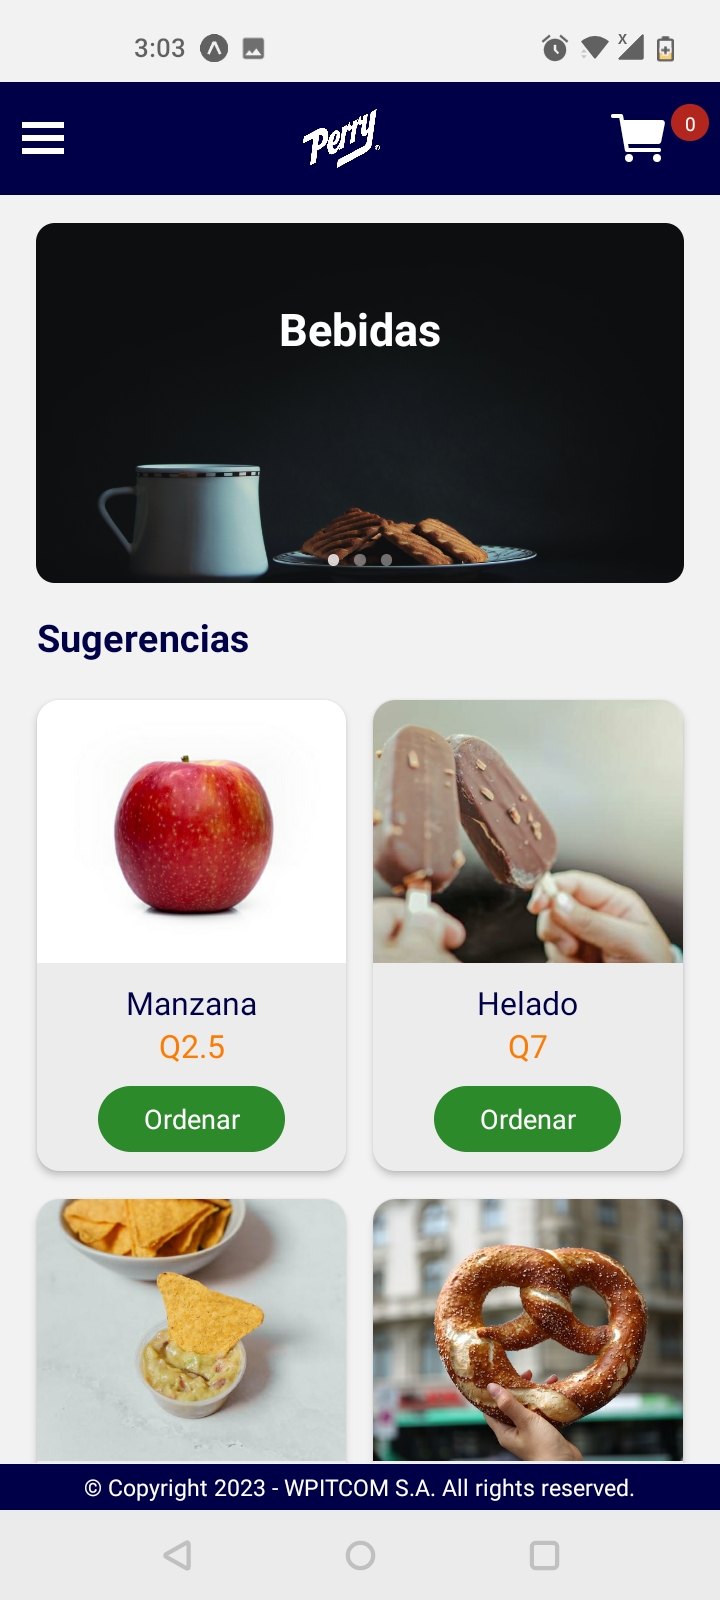 3:03
Perry
0
Bebidas
Sugerencias
Manzana
Helado
Q2.5
Q7
Ordenar
Ordenar
© Copyright 2023 - WPITCOM S.A. All rights reserved.